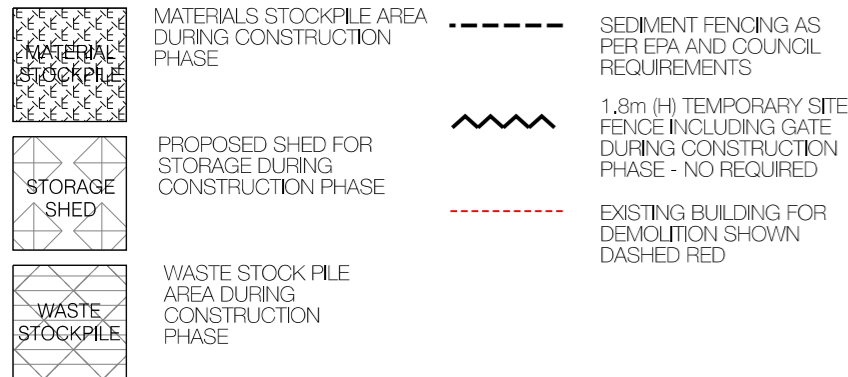 MATERIAL
STOCKPILE
MATERIALS STOCKPILE AREA
DURING CONSTRUCTION
PHASE
STORAGE
SHED
PROPOSED SHED FOR
STORAGE DURING
CONSTRUCTION PHASE
WASTE
STOCKPILE
WASTE STOCK PILE
AREA DURING
CONSTRUCTION
PHASE
SEDIMENT FENCING AS
PER EPA AND COUNCIL
REQUIREMENTS
1.8m (H) TEMPORARY SITE
FENCE INCLUDING GATE
DURING CONSTRUCTION
PHASE - NO REQUIRED
EXISTING BUILDING FOR
DEMOLITION SHOWN
DASHED RED